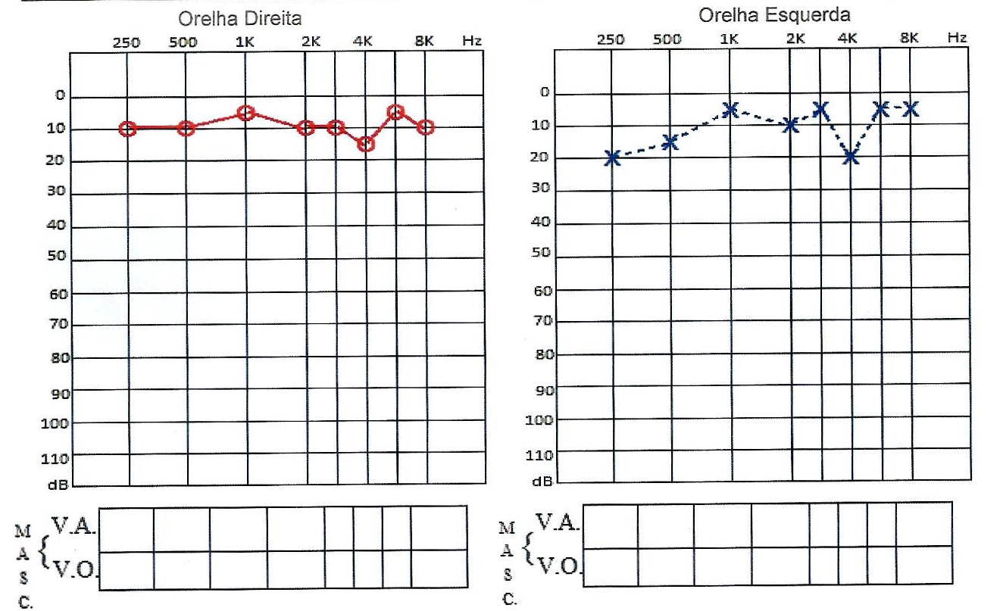 Orelha Direita
250 500 1K 2K 4K 8K Hz
0
10
20
30
40
50
60
70
80
90
100
110
dB
M
A
S
C.
{
V.A.
V.O.
Orelha Esquerda
250 500 1K 2K 4K 8K Hz
0
10
20
30
40
50
60
70
80
90
100
110
dB
M
A
S
C.
{
V.A.
V.O.